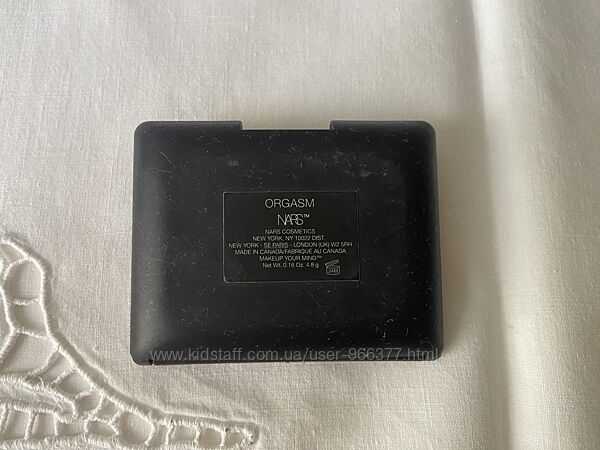 ORGASM
NARS™
NARS COSMETICS
NEW YORK, NY 10022 DIST.
NEW YORK - SE PARIS - LONDON (UK) W2 5RH
MADE IN CANADA/FABRIQUÉ AU CANADA
MAKEUP YOUR MIND™
Net Wt. 0.16 Oz. 4.8 g
24M
www.kidstaff.com.ua/user-966377.html